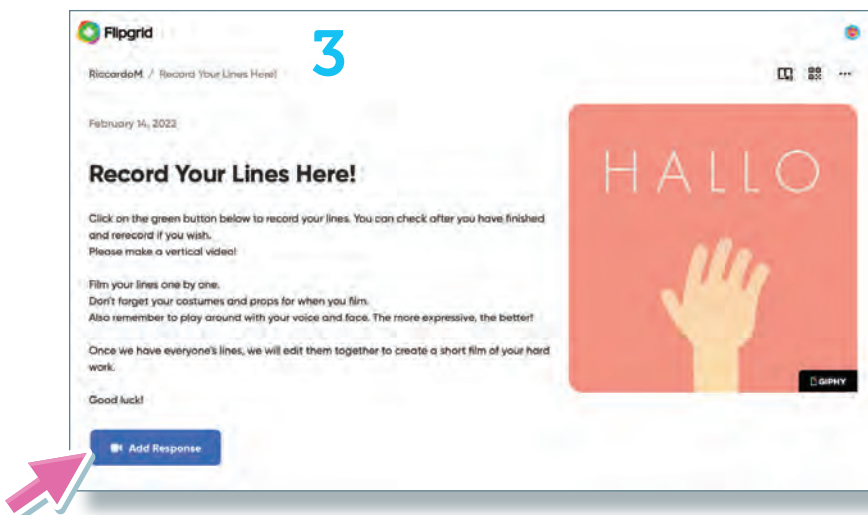 Flipgrid
3
RiccardoM / Record Your Lines Here!
February 14, 2022
Record Your Lines Here!
Click on the green button below to record your lines. You can check after you have finished
and rerecord if you wish.
Please make a vertical video!
Film your lines one by one.
Don't forget your costumes and props for when you film.
Also remember to play around with your voice and face. The more expressive, the better!
Once we have everyone's lines, we will edit them together to create a short film of your hard
work.
Good luck!
Add Response
HALLO
GIPHY